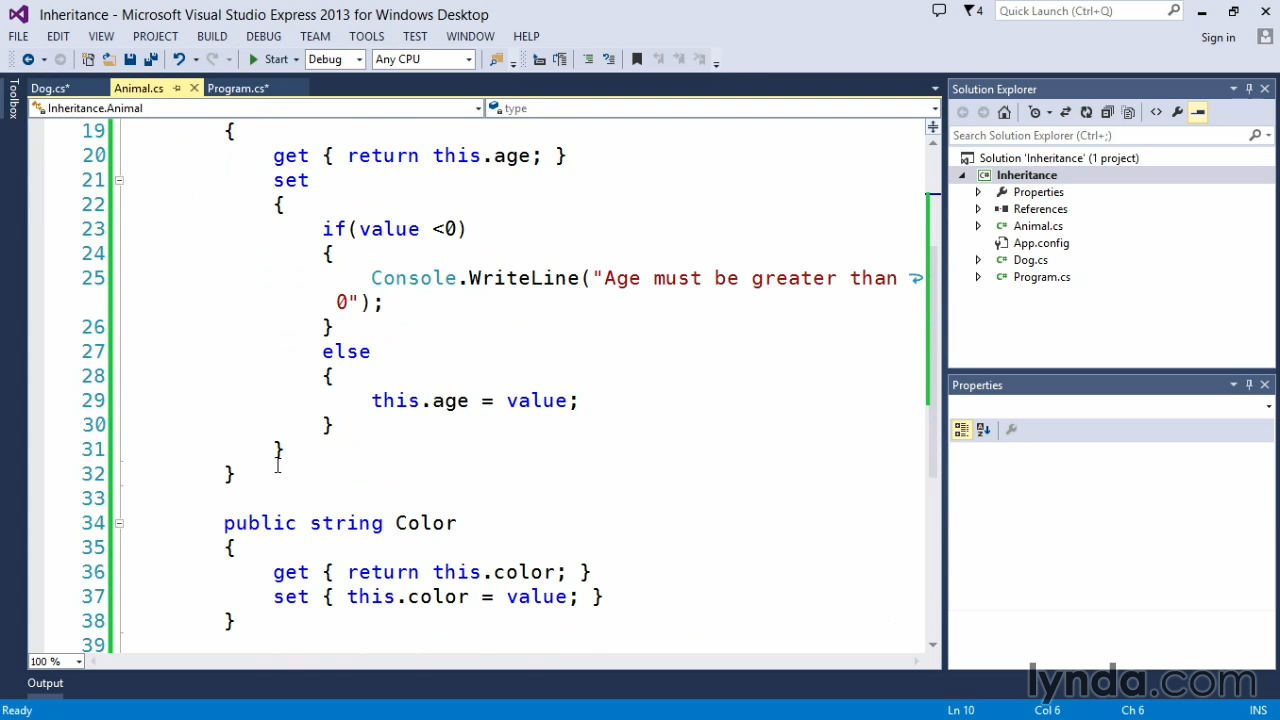 Inheritance - Microsoft Visual Studio Express 2013 for Windows Desktop
4
Quick Launch (Ctrl+Q)
FILE EDIT VIEW PROJECT BUILD DEBUG TEAM TOOLS TEST WINDOW HELP
Sign in
Start Debug Any CPU
Toolbox
Dog.cs* Animal.cs Program.cs*
Inheritance.Animal type
19 {
20 get { return this.age; }
21 set
22 {
23 if(value <0)
24 {
25 Console.WriteLine("Age must be greater than
0");
26 }
27 else
28 {
29 this.age = value;
30 }
31 }
32 }
33
34 public string Color
35 {
36 get { return this.color; }
37 set { this.color = value; }
38 }
39
100 %
Solution Explorer
Search Solution Explorer (Ctrl+;)
Solution 'Inheritance' (1 project)
Inheritance
Properties
References
Animal.cs
App.config
Dog.cs
Program.cs
Properties
Output
lynda.com
Ready Ln 10 Col 6 Ch 6 INS